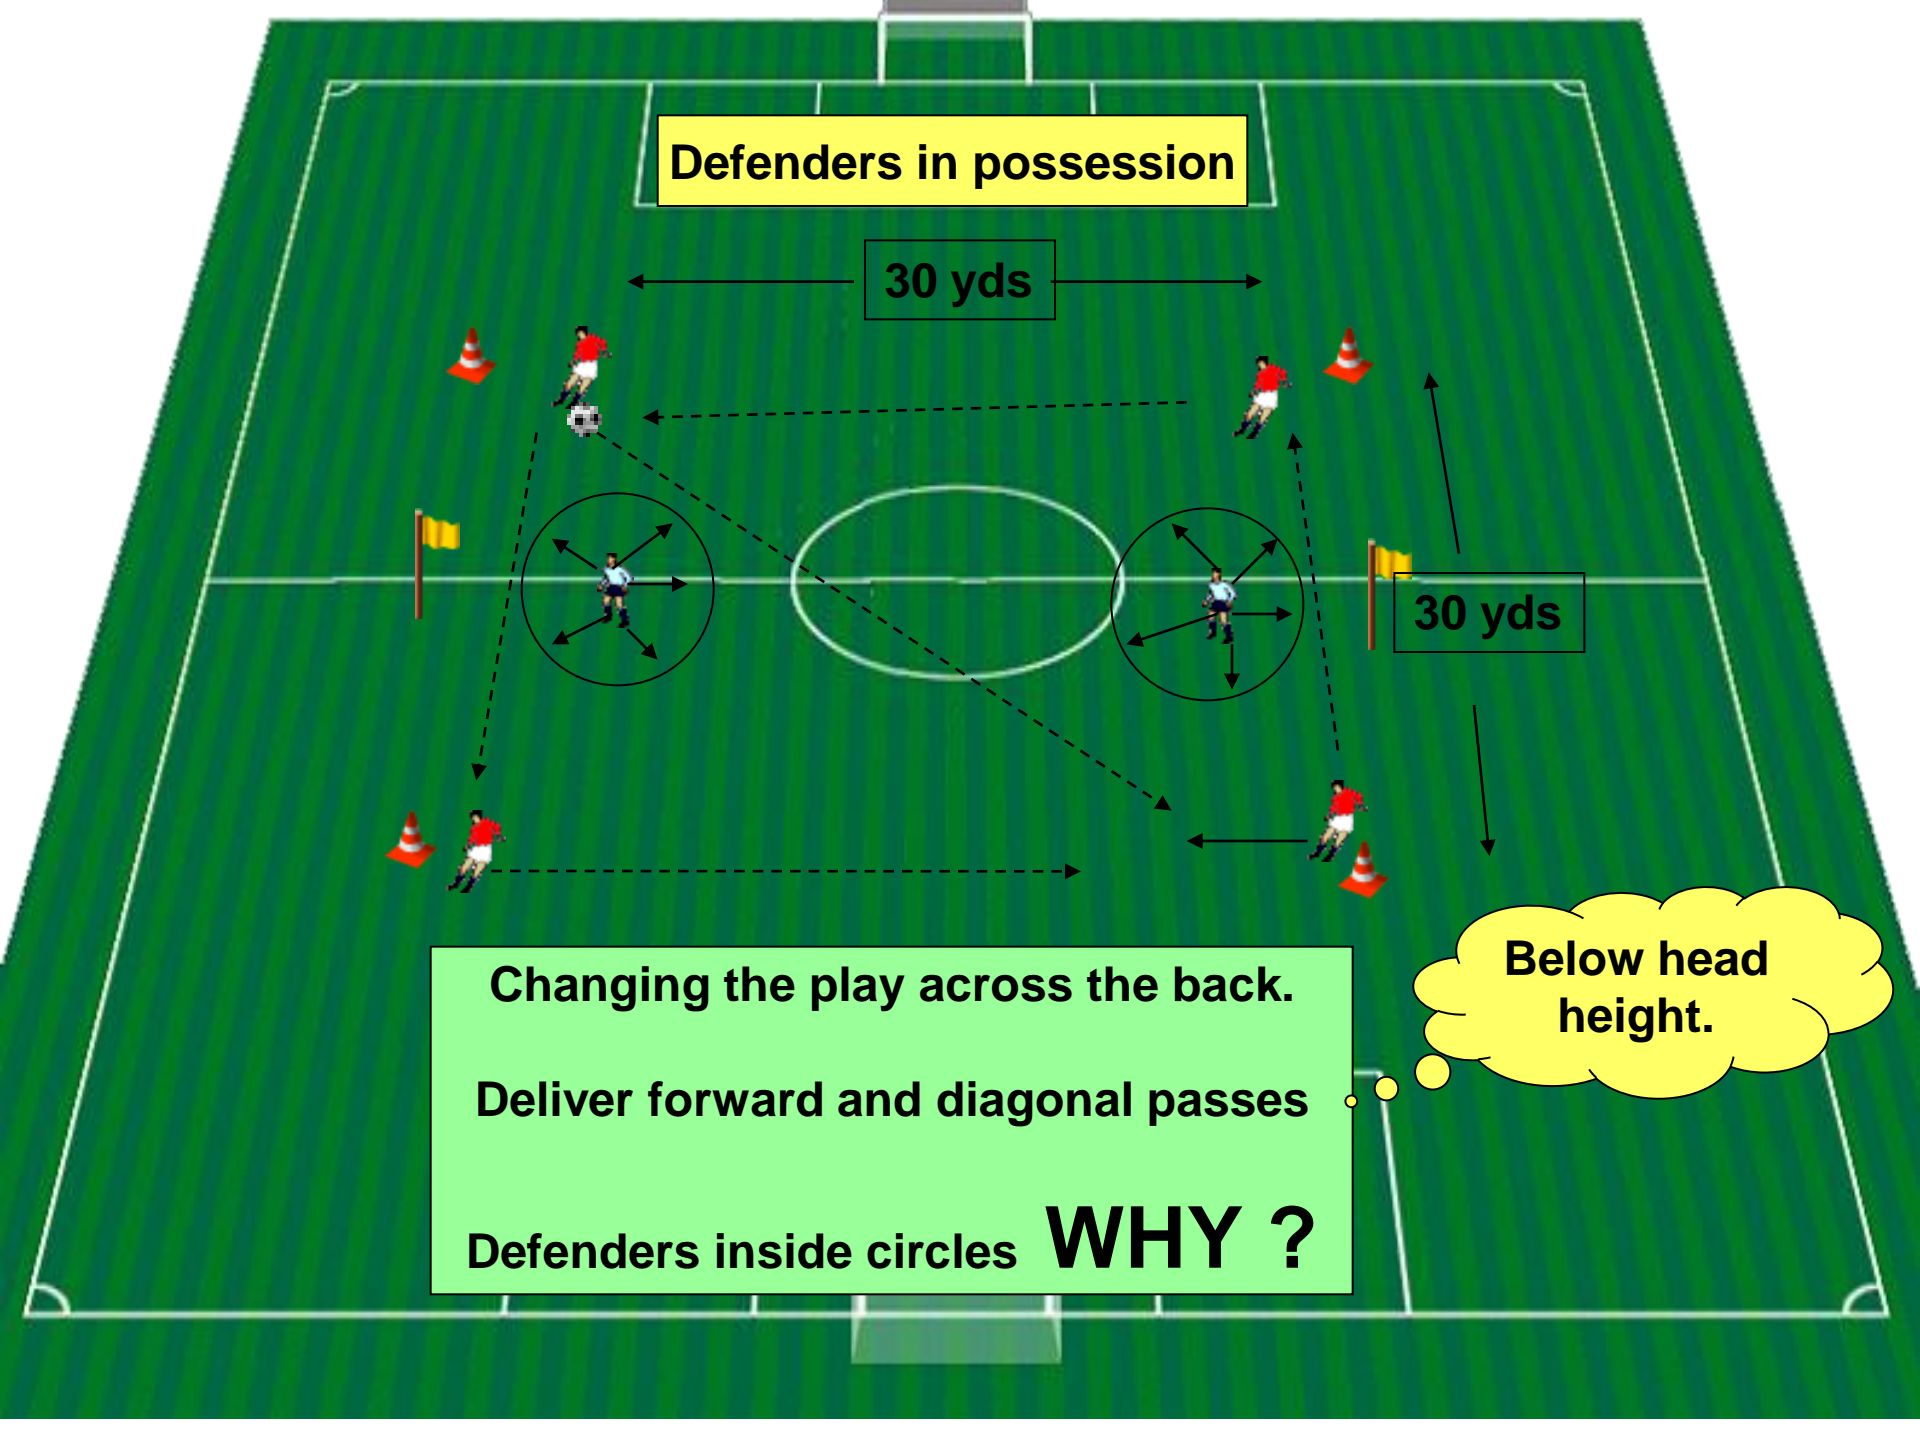 Defenders in possession
30 yds
30 yds
Below head
height.
Changing the play across the back.
Deliver forward and diagonal passes
Defenders inside circles WHY ?